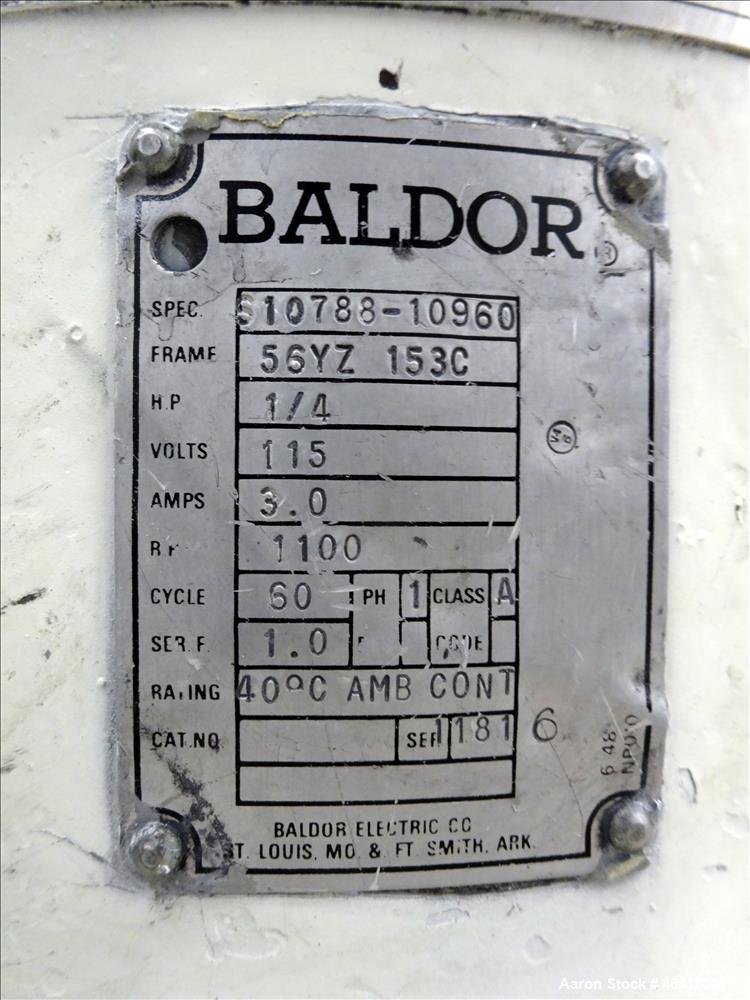 BALDOR ®
SPEC. 610788-10960
FRAME 56YZ 153C
H.P 1/4
VOLTS 115
AMPS 3.0
1100
CYCLE 60 PH 1 CLASS A
SER. F. 1.0 CODE
RATING 40°C AMB CONT
CAT.NO SER 1181 6
BALDOR ELECTRIC CO
ST. LOUIS, MO. & FT. SMITH, ARK.
Aaron Stock #